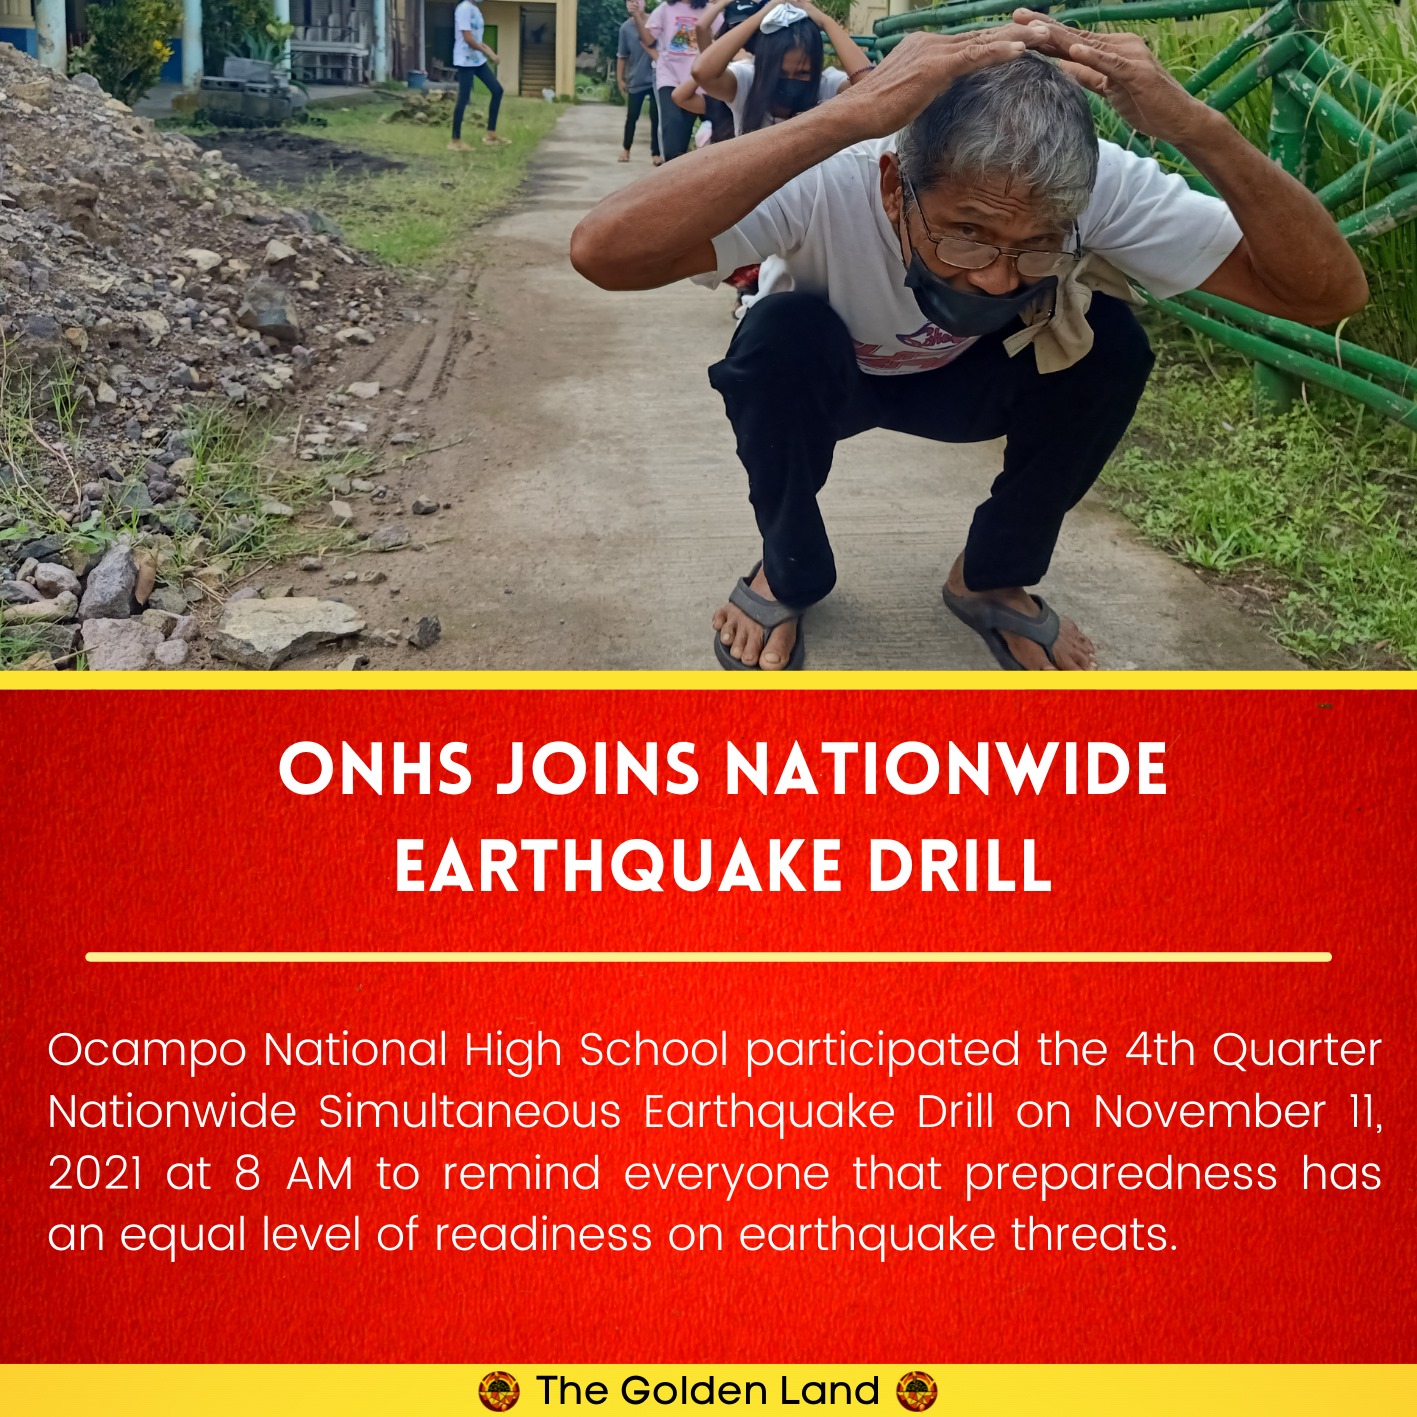 ONHS JOINS NATIONWIDE
EARTHQUAKE DRILL
Ocampo National High School participated the 4th Quarter
Nationwide Simultaneous Earthquake Drill on November 11,
2021 at 8 AM to remind everyone that preparedness has
an equal level of readiness on earthquake threats.
The Golden Land